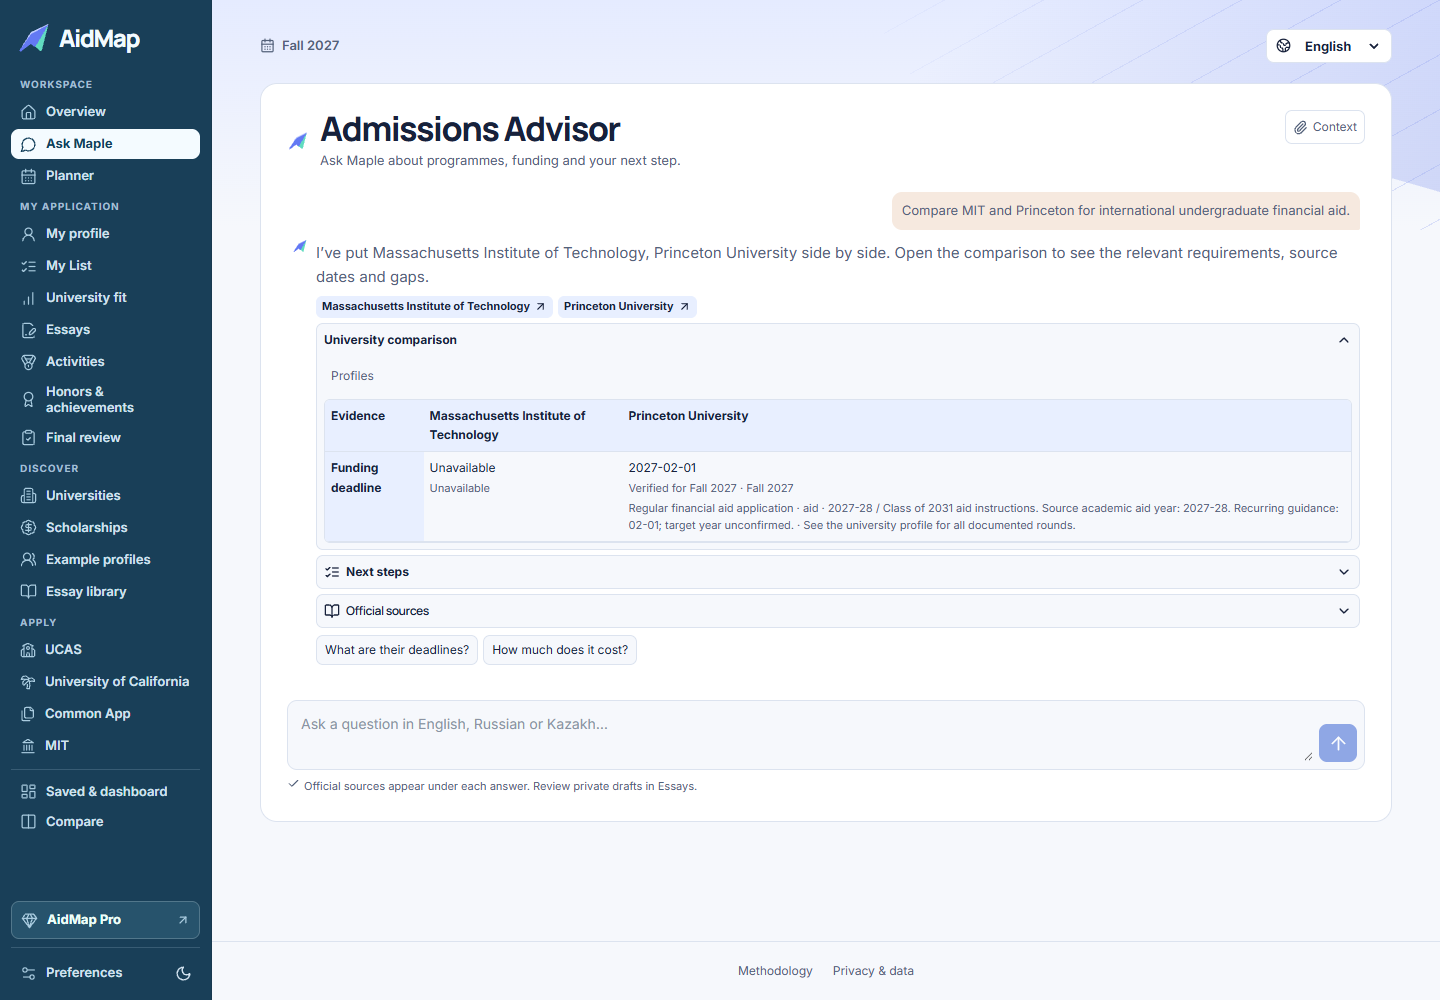 AidMap
WORKSPACE
Overview
Ask Maple
Planner
MY APPLICATION
My profile
My List
University fit
Essays
Activities
Honors &
achievements
Final review
DISCOVER
Universities
Scholarships
Example profiles
Essay library
APPLY
UCAS
University of California
Common App
MIT
Saved & dashboard
Compare
AidMap Pro
Preferences
Fall 2027
English
Admissions Advisor
Ask Maple about programmes, funding and your next step.
Context
Compare MIT and Princeton for international undergraduate financial aid.
I've put Massachusetts Institute of Technology, Princeton University side by side. Open the comparison to see the relevant requirements, source
dates and gaps.
Massachusetts Institute of Technology
Princeton University
University comparison
Profiles
Evidence
Massachusetts Institute of
Technology
Princeton University
Funding
deadline
Unavailable
Unavailable
2027-02-01
Verified for Fall 2027 · Fall 2027
Regular financial aid application · aid · 2027-28 / Class of 2031 aid instructions. Source academic aid year: 2027-28. Recurring guidance:
02-01; target year unconfirmed. · See the university profile for all documented rounds.
Next steps
Official sources
What are their deadlines?
How much does it cost?
Ask a question in English, Russian or Kazakh...
Official sources appear under each answer. Review private drafts in Essays.
Methodology
Privacy & data